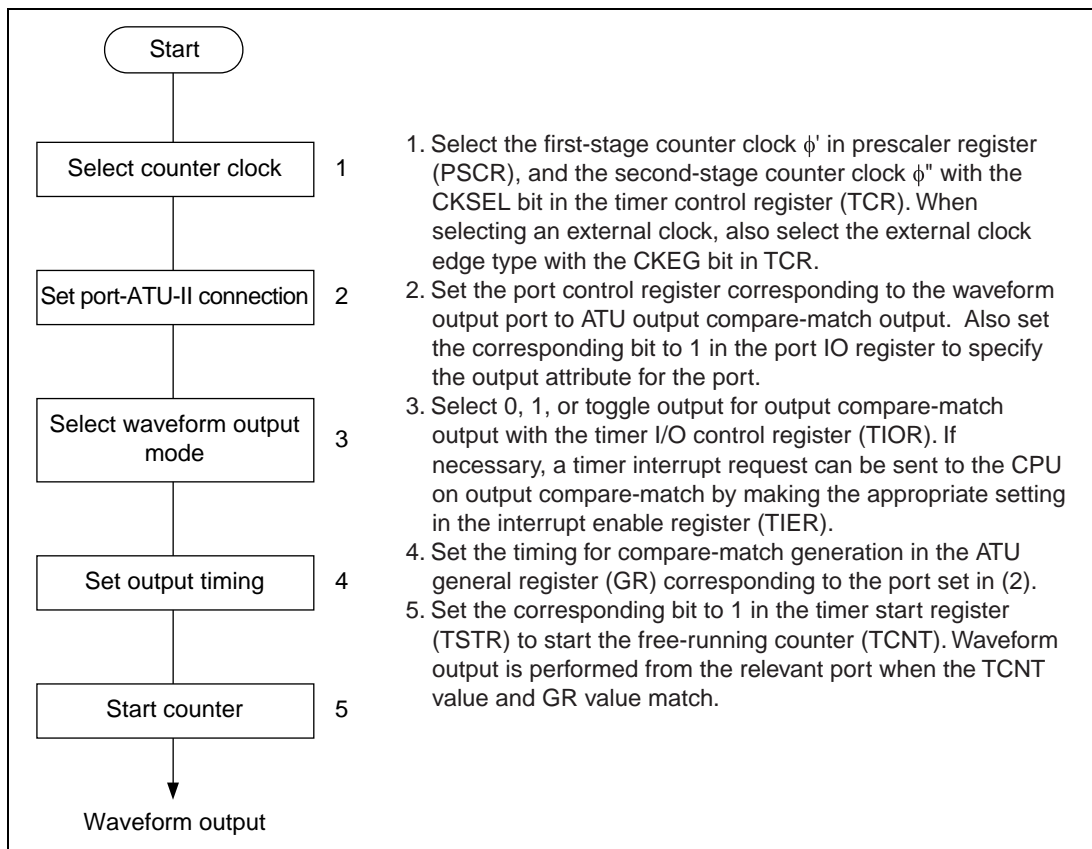 Start
Select counter clock
1
Set port-ATU-II connection
2
Select waveform output
mode
3
Set output timing
4
Start counter
5
Waveform output
1. Select the first-stage counter clock ϕ' in prescaler register
(PSCR), and the second-stage counter clock ϕ" with the
CKSEL bit in the timer control register (TCR). When
selecting an external clock, also select the external clock
edge type with the CKEG bit in TCR.
2. Set the port control register corresponding to the waveform
output port to ATU output compare-match output.  Also set
the corresponding bit to 1 in the port IO register to specify
the output attribute for the port.
3. Select 0, 1, or toggle output for output compare-match
output with the timer I/O control register (TIOR). If
necessary, a timer interrupt request can be sent to the CPU
on output compare-match by making the appropriate setting
in the interrupt enable register (TIER).
4. Set the timing for compare-match generation in the ATU
general register (GR) corresponding to the port set in (2).
5. Set the corresponding bit to 1 in the timer start register
(TSTR) to start the free-running counter (TCNT). Waveform
output is performed from the relevant port when the TCNT
value and GR value match.